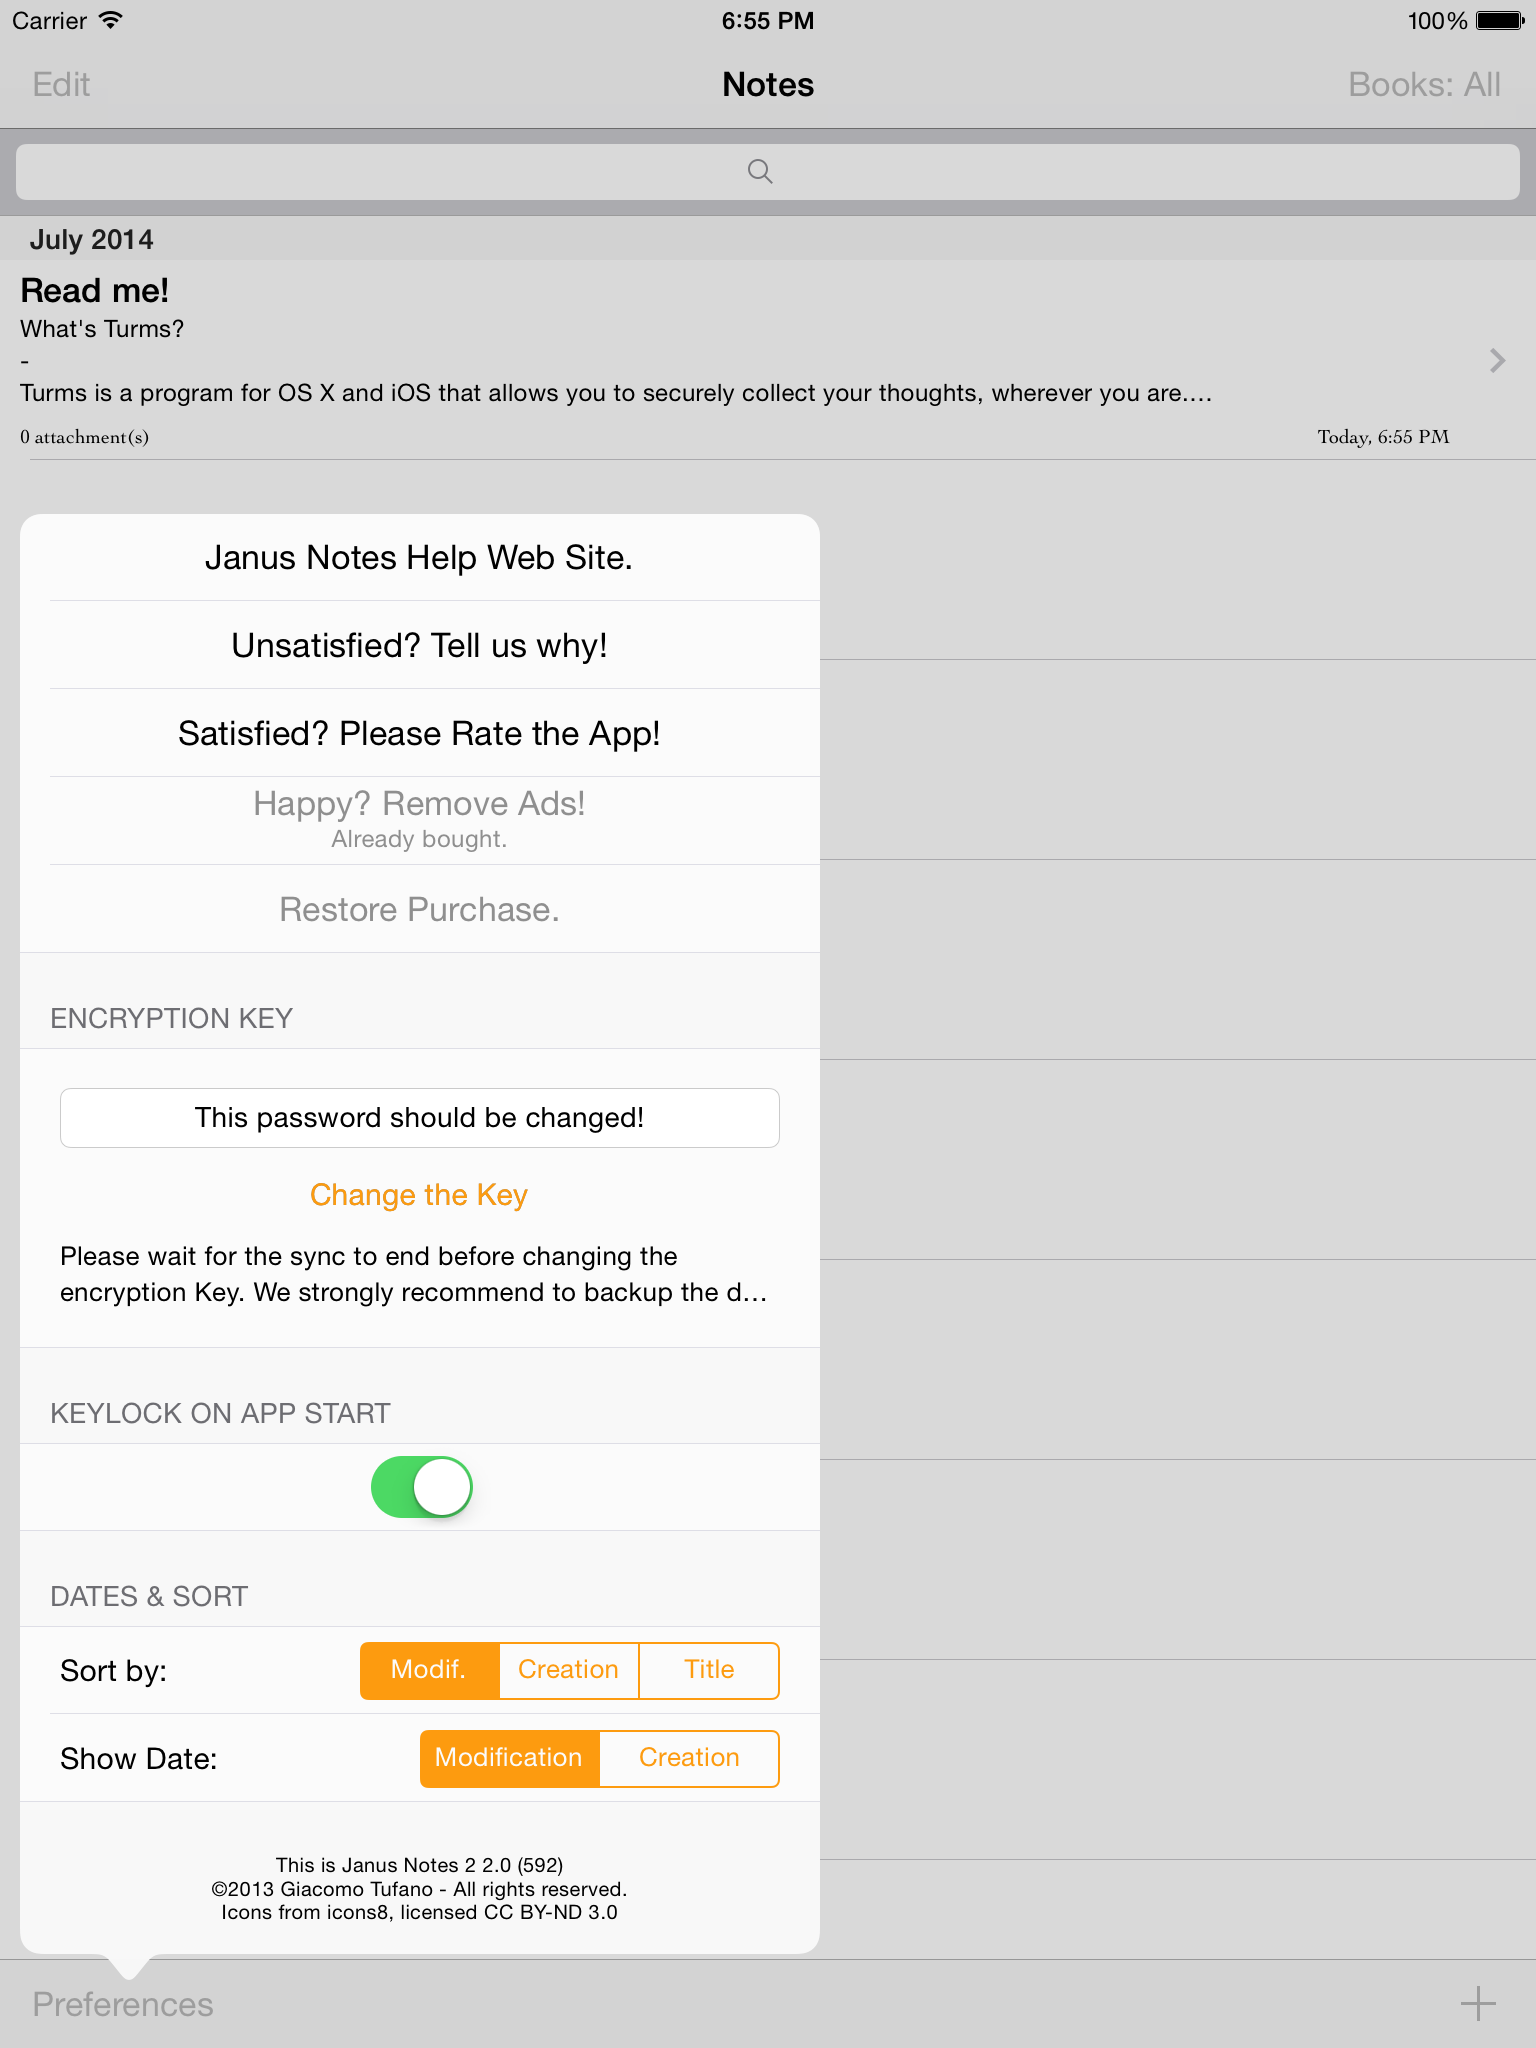 Carrier 6:55 PM 100%
Edit Notes Books: All
July 2014
Read me!
What's Turms?
-
Turms is a program for OS X and iOS that allows you to securely collect your thoughts, wherever you are....
0 attachment(s) Today, 6:55 PM
Janus Notes Help Web Site.
Unsatisfied? Tell us why!
Satisfied? Please Rate the App!
Happy? Remove Ads!
Already bought.
Restore Purchase.
ENCRYPTION KEY
This password should be changed!
Change the Key
Please wait for the sync to end before changing the
encryption Key. We strongly recommend to backup the d...
KEYLOCK ON APP START
DATES & SORT
Sort by: Modif. Creation Title
Show Date: Modification Creation
This is Janus Notes 2 2.0 (592)
©2013 Giacomo Tufano - All rights reserved.
Icons from icons8, licensed CC BY-ND 3.0
Preferences